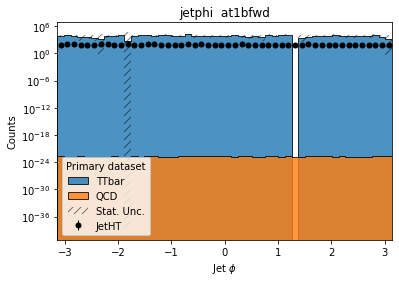 jetphi at1bfwd
Counts
10^6
10^0
10^-6
10^-12
10^-18
10^-24
10^-30
10^-36
Primary dataset
TTbar
QCD
Stat. Unc.
JetHT
−3 −2 −1 0 1 2 3
Jet ϕ